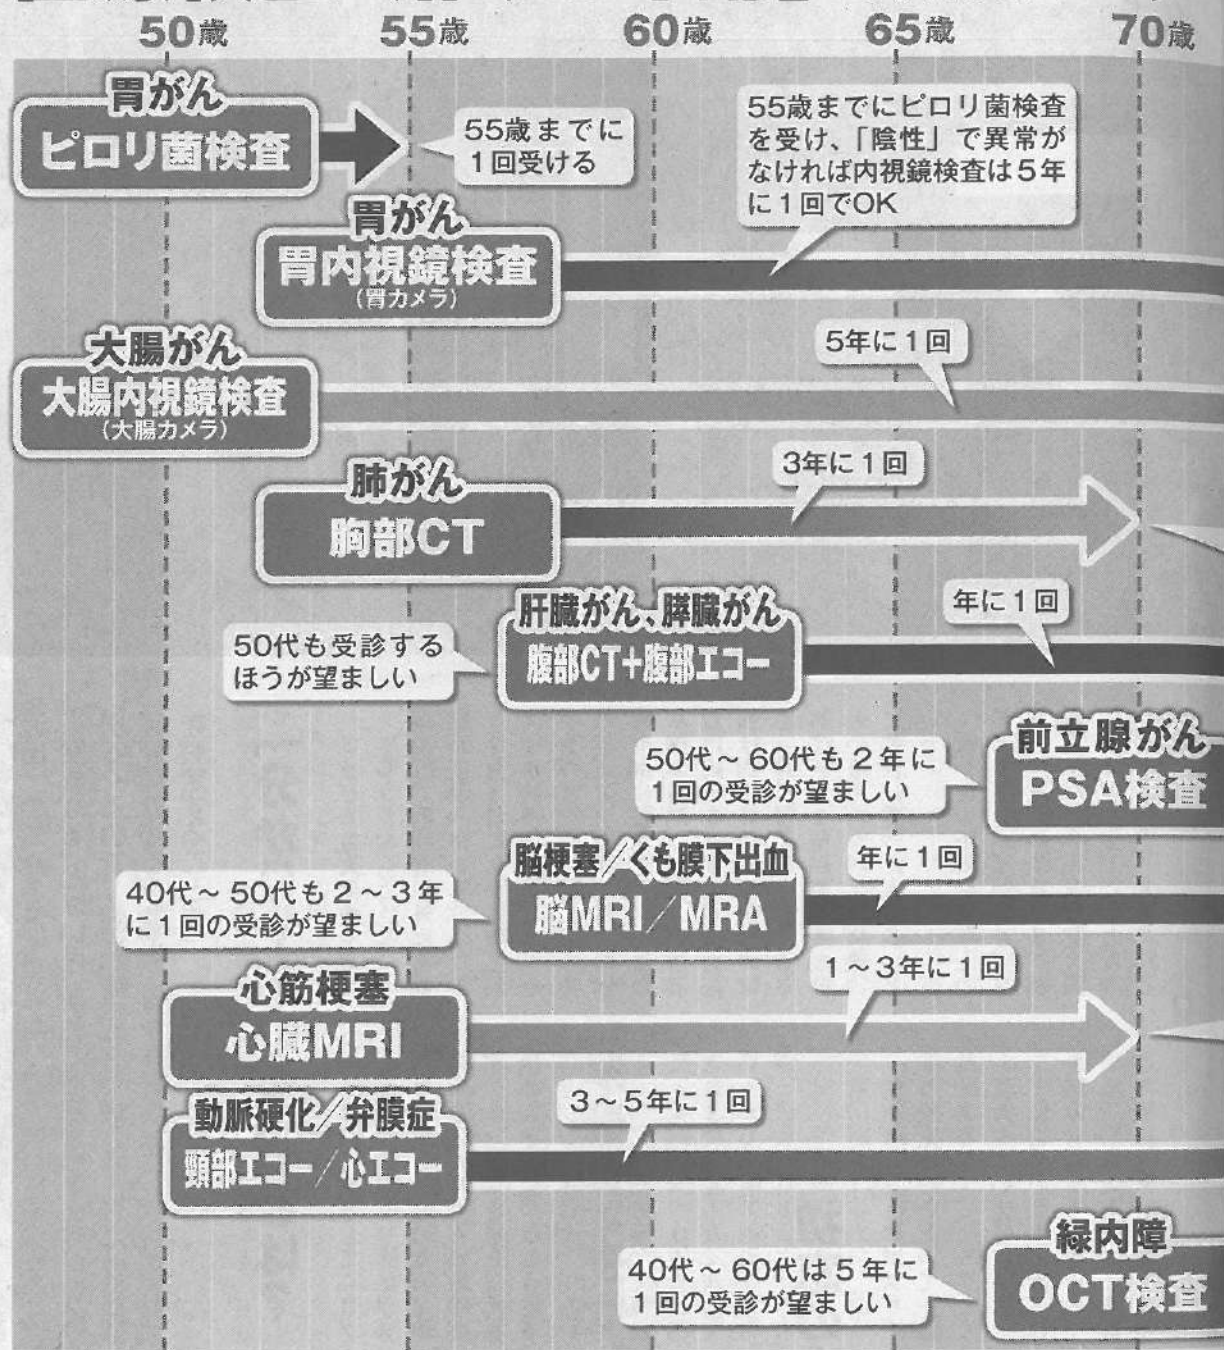 50歳 55歳 60歳 65歳 70歳
胃がん
ピロリ菌検査
55歳までに
1回受ける
55歳までにピロリ菌検査
を受け、「陰性」で異常が
なければ内視鏡検査は5年
に1回でOK
胃がん
胃内視鏡検査
(胃カメラ)
5年に1回
大腸がん
大腸内視鏡検査
(大腸カメラ)
3年に1回
肺がん
胸部CT
年に1回
肝臓がん、膵臓がん
腹部CT+腹部エコー
50代も受診する
ほうが望ましい
前立腺がん
PSA検査
50代～60代も2年に
1回の受診が望ましい
脳梗塞/くも膜下出血
脳MRI/MRA
年に1回
40代～50代も2～3年
に1回の受診が望ましい
1～3年に1回
心筋梗塞
心臓MRI
3～5年に1回
動脈硬化/弁膜症
頸部エコー/心エコー
緑内障
OCT検査
40代～60代は5年に
1回の受診が望ましい